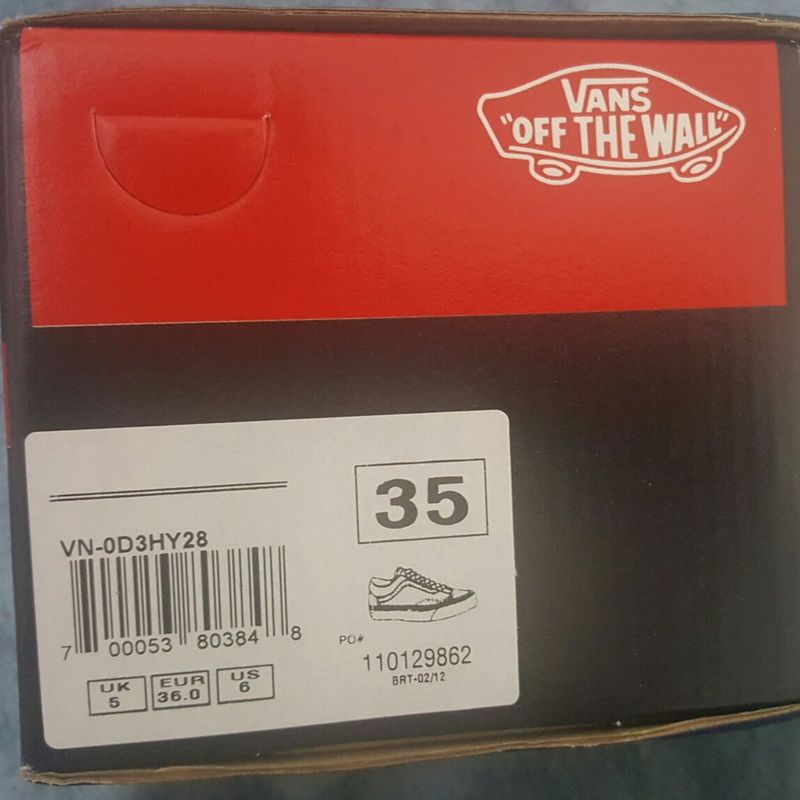 VANS
"OFF THE WALL"
35
VN-0D3HY28
7 00053 80384 8
PO# 110129862
BRT-02/12
UK 5
EUR 36.0
US 6